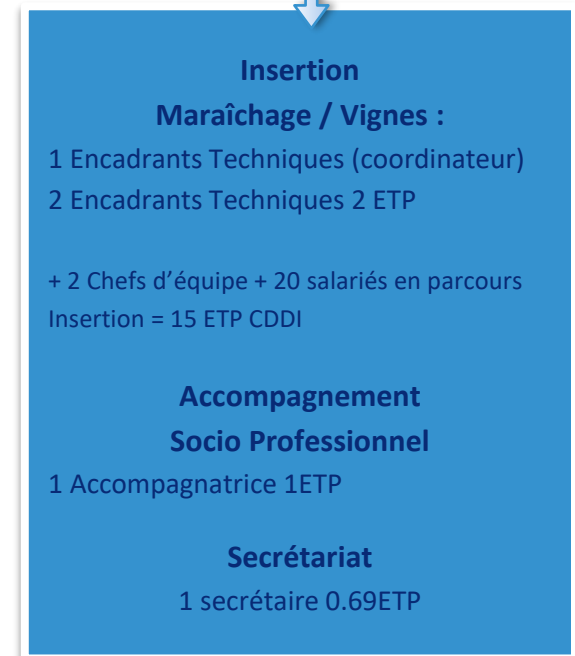 Insertion
Maraîchage / Vignes :
1 Encadrants Techniques (coordinateur)
2 Encadrants Techniques 2 ETP
+ 2 Chefs d’équipe + 20 salariés en parcours
Insertion = 15 ETP CDDI
Accompagnement
Socio Professionnel
1 Accompagnatrice 1ETP
Secrétariat
1 secrétaire 0.69ETP